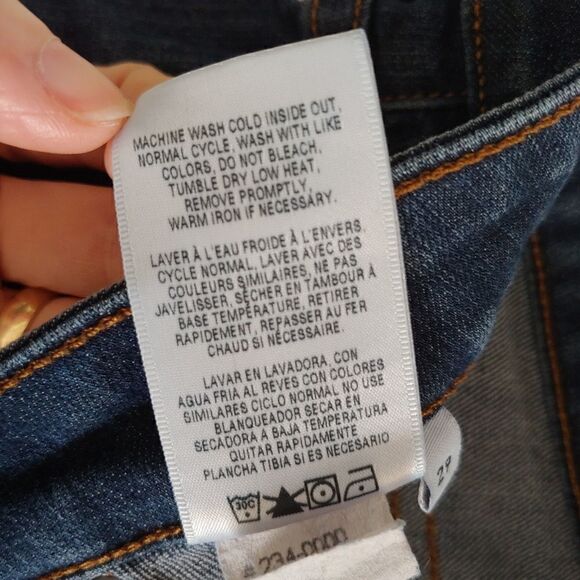 MACHINE WASH COLD INSIDE OUT,
NORMAL CYCLE, WASH WITH LIKE
COLORS, DO NOT BLEACH.
TUMBLE DRY LOW HEAT,
REMOVE PROMPTLY,
WARM IRON IF NECESSARY.
LAVER À L'EAU FROIDE À L'ENVERS,
CYCLE NORMAL, LAVER AVEC DES
COULEURS SIMILAIRES, NE PAS
JAVELISSER, SÉCHER EN TAMBOUR À
BASE TEMPÉRATURE, RETIRER
RAPIDEMENT, REPASSER AU FER
CHAUD SI NÉCESSAIRE.
LAVAR EN LAVADORA, CON
AGUA FRIA AL REVES CON COLORES
SIMILARES CICLO NORMAL NO USE
BLANQUEADOR SECAR EN
SECADORA A BAJA TEMPERATURA
QUITAR RAPIDAMENTE
PLANCHA TIBIA SI ES NECESARIO
30C
234-0000